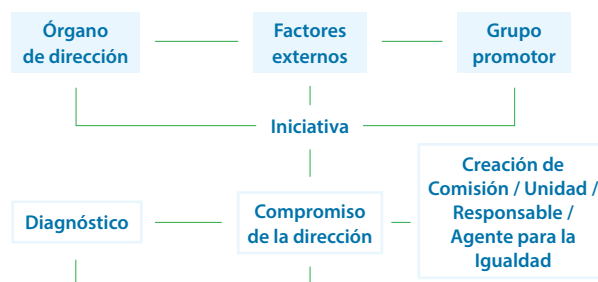 Órgano
de dirección
Factores
externos
Grupo
promotor
Iniciativa
Diagnóstico
Compromiso
de la dirección
Creación de
Comisión / Unidad /
Responsable /
Agente para la
Igualdad